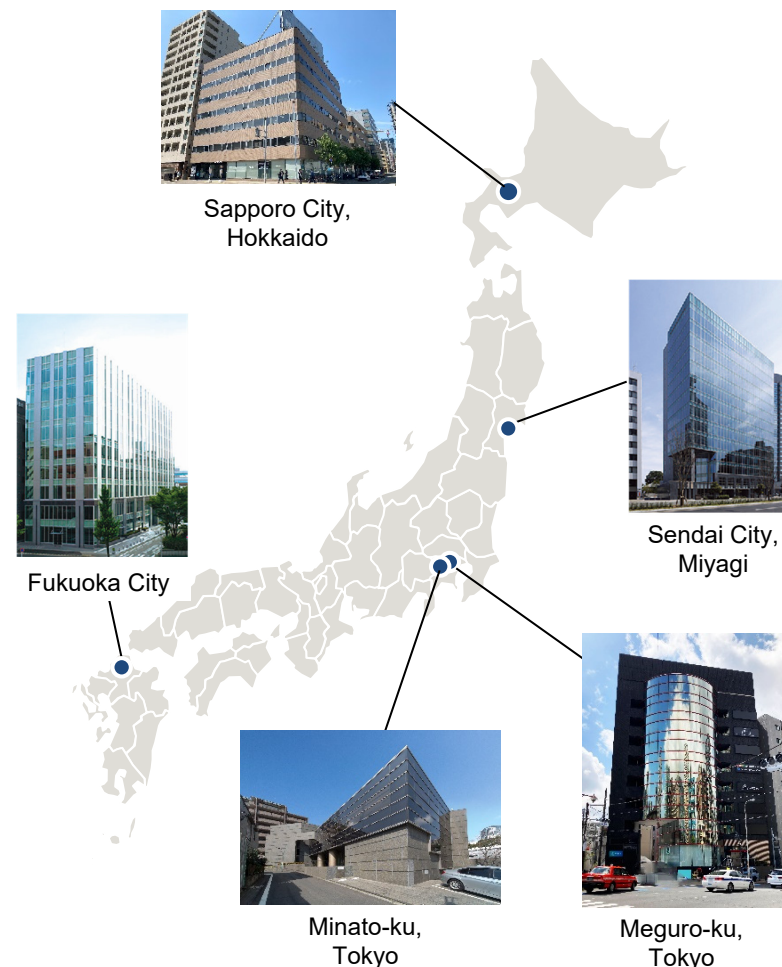 Sapporo City,
Hokkaido
Sendai City,
Miyagi
Fukuoka City
Minato-ku,
Tokyo
Meguro-ku,
Tokyo